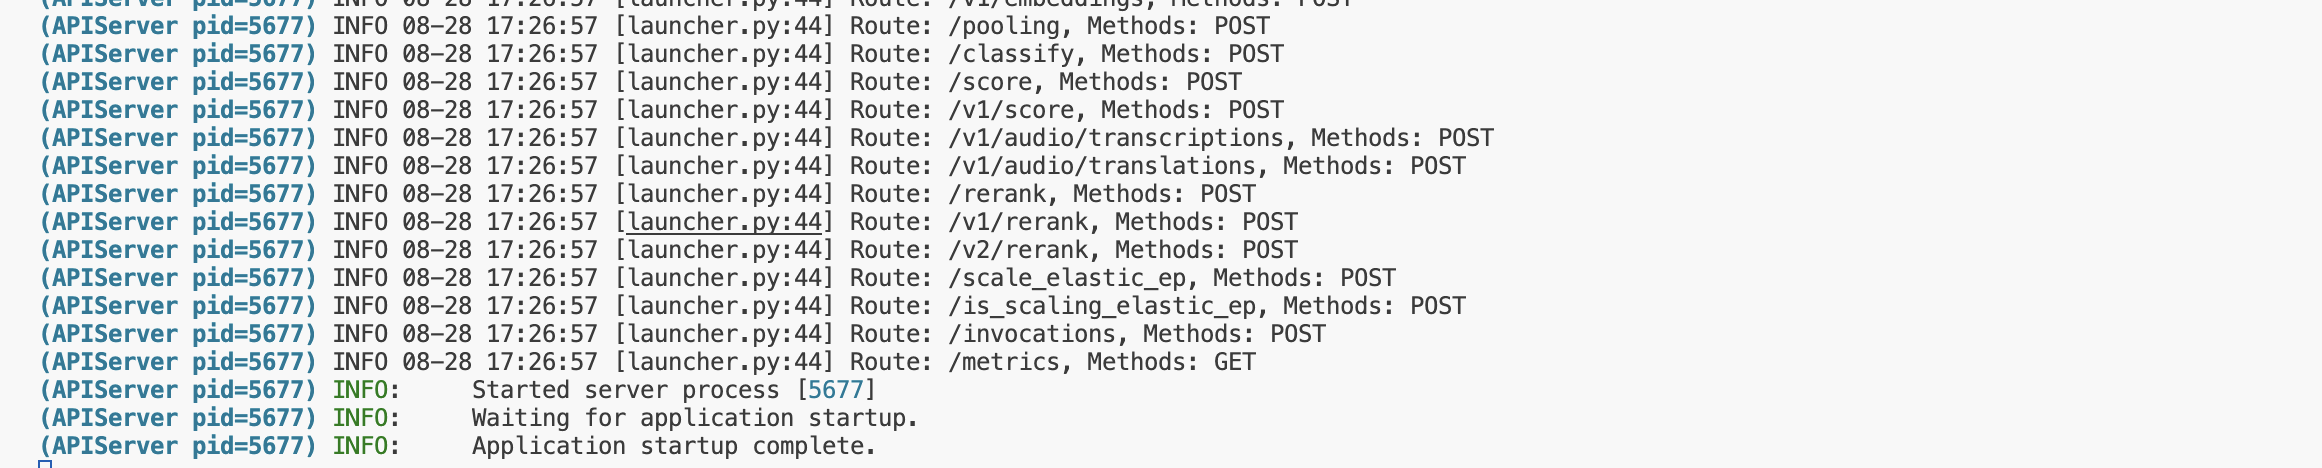 (APIServer pid=5677) INFO 08-28 17:26:57 [launcher.py:44] Route: /v1/embeddings, Methods: POST
(APIServer pid=5677) INFO 08-28 17:26:57 [launcher.py:44] Route: /pooling, Methods: POST
(APIServer pid=5677) INFO 08-28 17:26:57 [launcher.py:44] Route: /classify, Methods: POST
(APIServer pid=5677) INFO 08-28 17:26:57 [launcher.py:44] Route: /score, Methods: POST
(APIServer pid=5677) INFO 08-28 17:26:57 [launcher.py:44] Route: /v1/score, Methods: POST
(APIServer pid=5677) INFO 08-28 17:26:57 [launcher.py:44] Route: /v1/audio/transcriptions, Methods: POST
(APIServer pid=5677) INFO 08-28 17:26:57 [launcher.py:44] Route: /v1/audio/translations, Methods: POST
(APIServer pid=5677) INFO 08-28 17:26:57 [launcher.py:44] Route: /rerank, Methods: POST
(APIServer pid=5677) INFO 08-28 17:26:57 [launcher.py:44] Route: /v1/rerank, Methods: POST
(APIServer pid=5677) INFO 08-28 17:26:57 [launcher.py:44] Route: /v2/rerank, Methods: POST
(APIServer pid=5677) INFO 08-28 17:26:57 [launcher.py:44] Route: /scale_elastic_ep, Methods: POST
(APIServer pid=5677) INFO 08-28 17:26:57 [launcher.py:44] Route: /is_scaling_elastic_ep, Methods: POST
(APIServer pid=5677) INFO 08-28 17:26:57 [launcher.py:44] Route: /invocations, Methods: POST
(APIServer pid=5677) INFO 08-28 17:26:57 [launcher.py:44] Route: /metrics, Methods: GET
(APIServer pid=5677) INFO:     Started server process [5677]
(APIServer pid=5677) INFO:     Waiting for application startup.
(APIServer pid=5677) INFO:     Application startup complete.